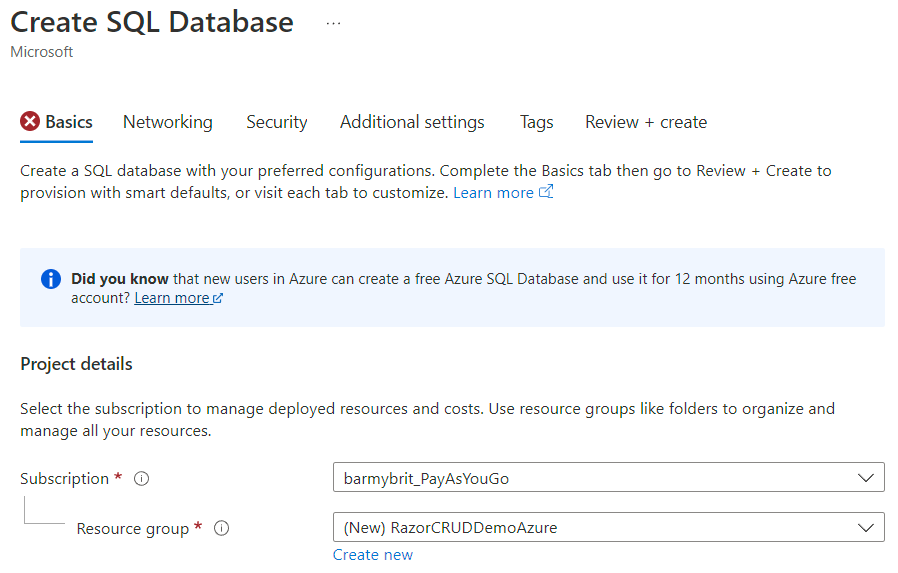 Create SQL Database ...
Microsoft
Basics Networking Security Additional settings Tags Review + create
Create a SQL database with your preferred configurations. Complete the Basics tab then go to Review + Create to
provision with smart defaults, or visit each tab to customize. Learn more
Did you know that new users in Azure can create a free Azure SQL Database and use it for 12 months using Azure free
account? Learn more
Project details
Select the subscription to manage deployed resources and costs. Use resource groups like folders to organize and
manage all your resources.
Subscription * barmybrit_PayAsYouGo
Resource group * (New) RazorCRUDDemoAzure
Create new